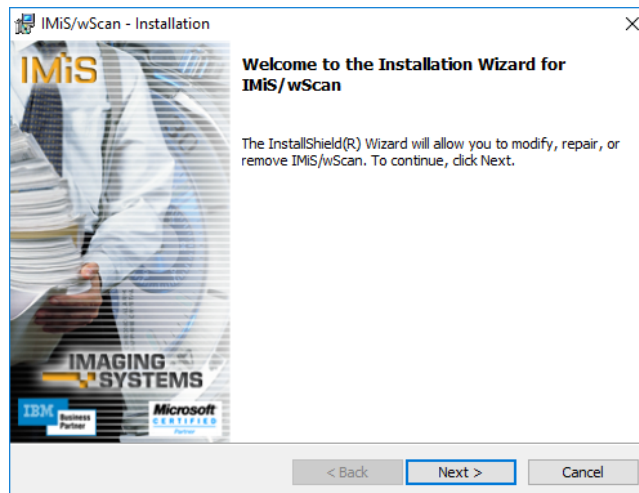 IMiS/wScan - Installation
IMiS
Welcome to the Installation Wizard for
IMiS/wScan
The InstallShield(R) Wizard will allow you to modify, repair, or
remove IMiS/wScan. To continue, click Next.
IMAGING
SYSTEMS
IBM
Business
Partner
Microsoft
CERTIFIED
Partner
< Back
Next >
Cancel